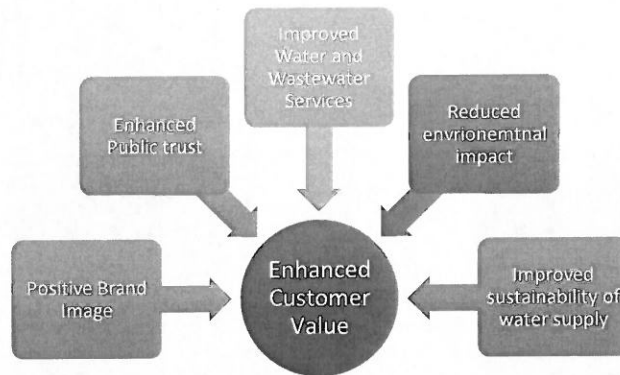 Improved
Water and
Wastewater
Services
Enhanced
Public trust
Reduced
envrionemtnal
impact
Positive Brand
Image
Enhanced
Customer
Value
Improved
sustainability of
water supply